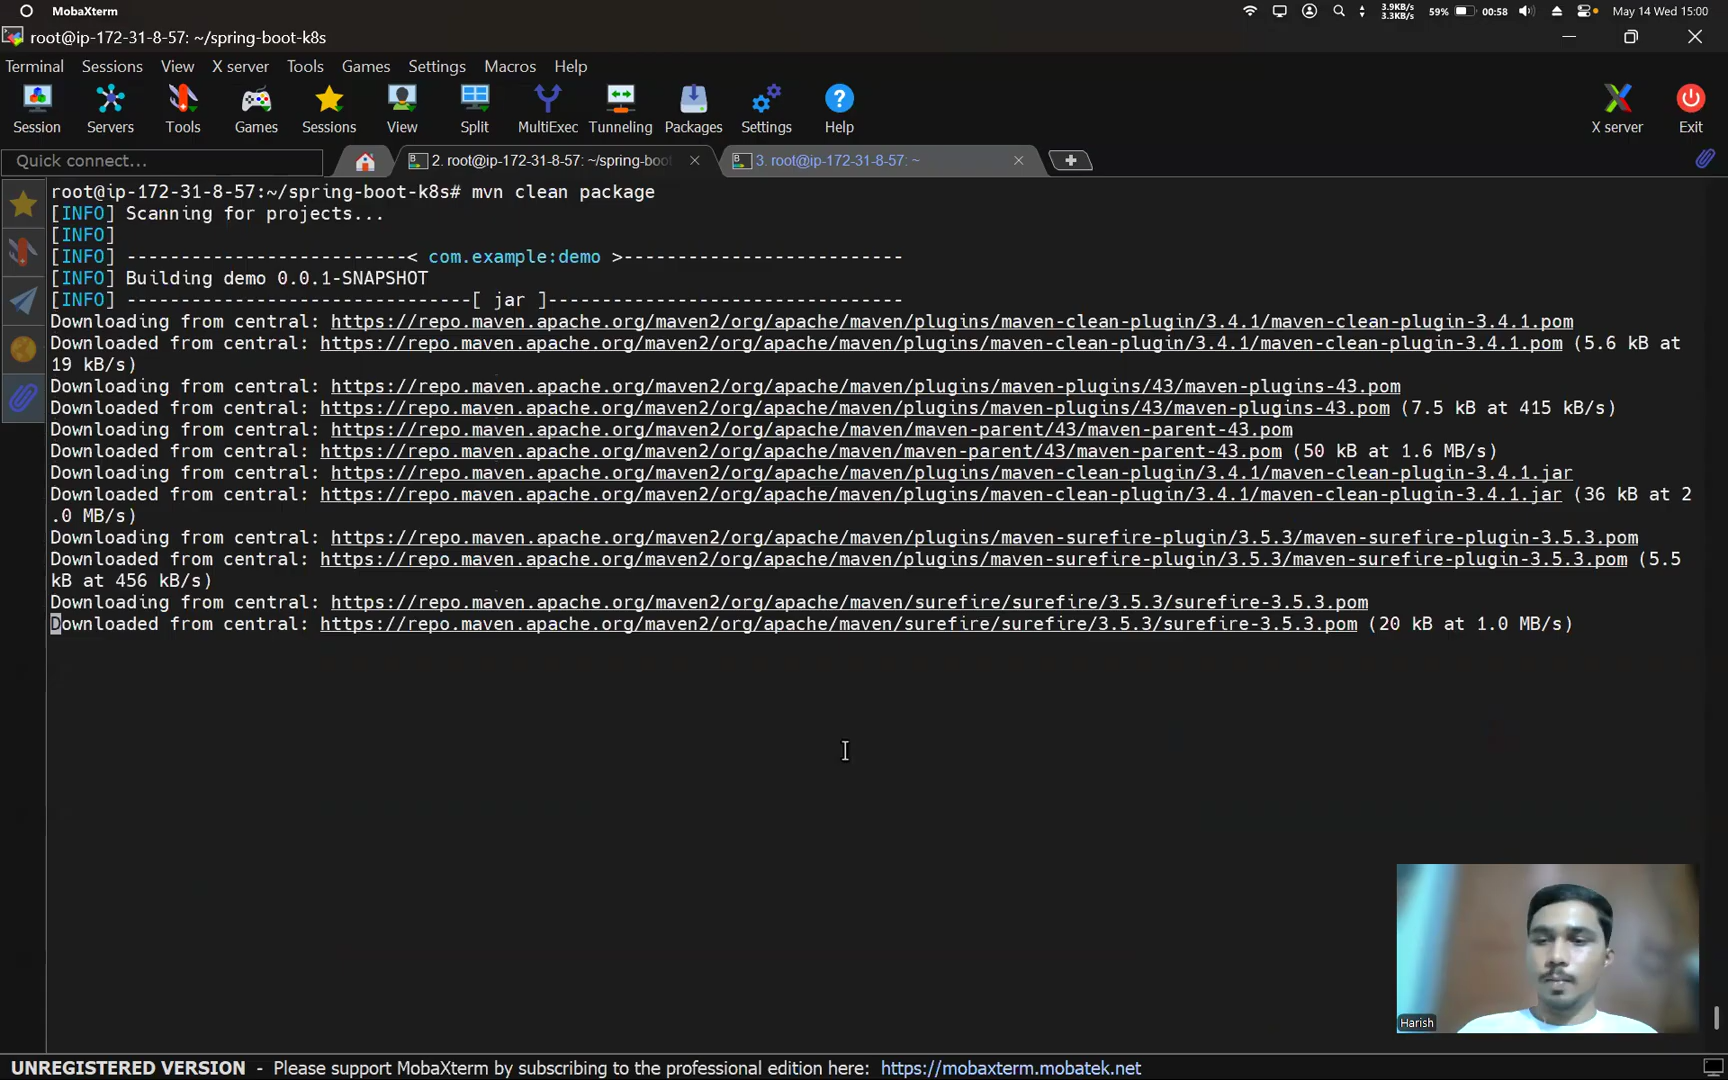 MobaXterm
3.9KB/s
3.3KB/s
59%
00:58
May 14 Wed 15:00
root@ip-172-31-8-57: ~/spring-boot-k8s
Terminal Sessions View X server Tools Games Settings Macros Help
Session Servers Tools Games Sessions View Split MultiExec Tunneling Packages Settings Help X server Exit
Quick connect...
2. root@ip-172-31-8-57: ~/spring-boo
3. root@ip-172-31-8-57: ~
root@ip-172-31-8-57:~/spring-boot-k8s# mvn clean package
[INFO] Scanning for projects...
[INFO]
[INFO] --------------------------< com.example:demo >--------------------------
[INFO] Building demo 0.0.1-SNAPSHOT
[INFO] --------------------------------[ jar ]---------------------------------
Downloading from central: https://repo.maven.apache.org/maven2/org/apache/maven/plugins/maven-clean-plugin/3.4.1/maven-clean-plugin-3.4.1.pom
Downloaded from central: https://repo.maven.apache.org/maven2/org/apache/maven/plugins/maven-clean-plugin/3.4.1/maven-clean-plugin-3.4.1.pom (5.6 kB at
19 kB/s)
Downloading from central: https://repo.maven.apache.org/maven2/org/apache/maven/plugins/maven-plugins/43/maven-plugins-43.pom
Downloaded from central: https://repo.maven.apache.org/maven2/org/apache/maven/plugins/maven-plugins/43/maven-plugins-43.pom (7.5 kB at 415 kB/s)
Downloading from central: https://repo.maven.apache.org/maven2/org/apache/maven/maven-parent/43/maven-parent-43.pom
Downloaded from central: https://repo.maven.apache.org/maven2/org/apache/maven/maven-parent/43/maven-parent-43.pom (50 kB at 1.6 MB/s)
Downloading from central: https://repo.maven.apache.org/maven2/org/apache/maven/plugins/maven-clean-plugin/3.4.1/maven-clean-plugin-3.4.1.jar
Downloaded from central: https://repo.maven.apache.org/maven2/org/apache/maven/plugins/maven-clean-plugin/3.4.1/maven-clean-plugin-3.4.1.jar (36 kB at 2
.0 MB/s)
Downloading from central: https://repo.maven.apache.org/maven2/org/apache/maven/plugins/maven-surefire-plugin/3.5.3/maven-surefire-plugin-3.5.3.pom
Downloaded from central: https://repo.maven.apache.org/maven2/org/apache/maven/plugins/maven-surefire-plugin/3.5.3/maven-surefire-plugin-3.5.3.pom (5.5
kB at 456 kB/s)
Downloading from central: https://repo.maven.apache.org/maven2/org/apache/maven/surefire/surefire/3.5.3/surefire-3.5.3.pom
Downloaded from central: https://repo.maven.apache.org/maven2/org/apache/maven/surefire/surefire/3.5.3/surefire-3.5.3.pom (20 kB at 1.0 MB/s)
Harish
UNREGISTERED VERSION - Please support MobaXterm by subscribing to the professional edition here: https://mobaxterm.mobatek.net